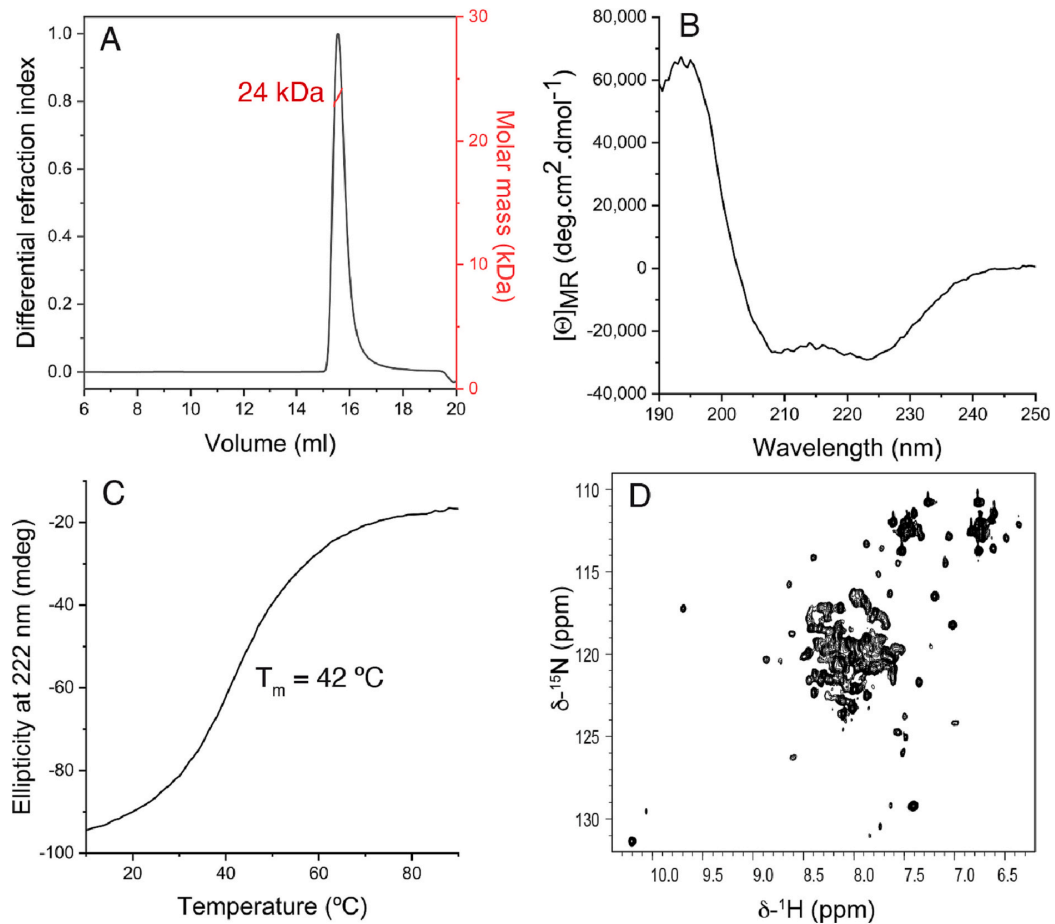 A
Differential refraction index
1.0
0.8
0.6
0.4
0.2
0.0
24 kDa
30
20
10
0
Molar mass (kDa)
6 8 10 12 14 16 18 20
Volume (ml)
B
[Θ]MR (deg.cm².dmol⁻¹)
80,000
60,000
40,000
20,000
0
-20,000
-40,000
190 200 210 220 230 240 250
Wavelength (nm)
C
Ellipticity at 222 nm (mdeg)
-20
-40
-60
-80
-100
Tm = 42 ºC
20 40 60 80
Temperature (ºC)
D
110
115
120
125
130
δ-¹⁵N (ppm)
10.0 9.5 9.0 8.5 8.0 7.5 7.0 6.5
δ-¹H (ppm)